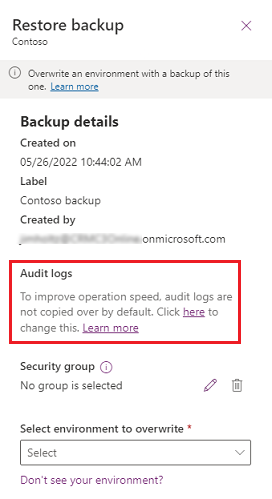 Restore backup
Contoso
Overwrite an environment with a backup of this
one. Learn more
Backup details
Created on
05/26/2022 10:44:02 AM
Label
Contoso backup
Created by
.onmicrosoft.com
Audit logs
To improve operation speed, audit logs are
not copied over by default. Click here to
change this. Learn more
Security group
No group is selected
Select environment to overwrite *
Select
Don't see your environment?